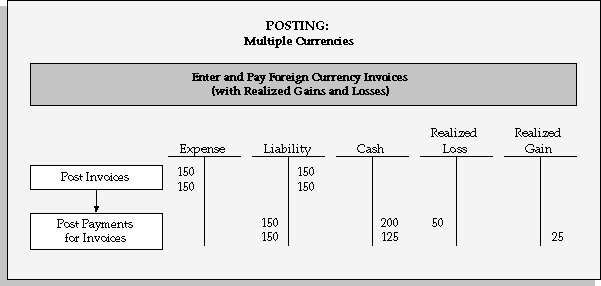 POSTING:
Multiple Currencies
Enter and Pay Foreign Currency Invoices
(with Realized Gains and Losses)
Expense Liability Cash Realized Loss Realized Gain
Post Invoices 150 150
150 150
Post Payments for Invoices 150 200 50
150 125 25